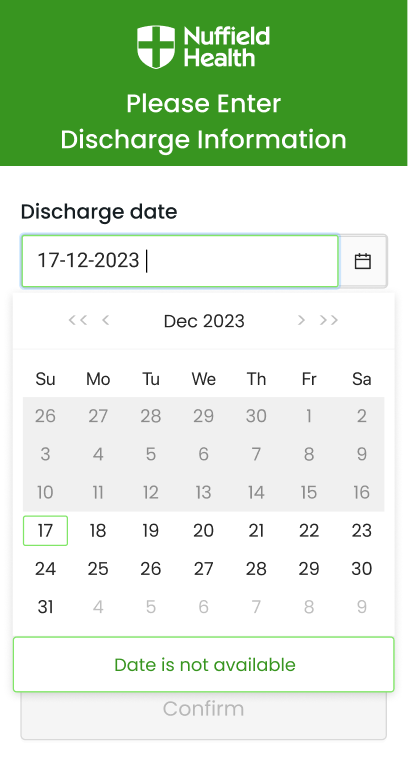 Nuffield
Health
Please Enter
Discharge Information
Discharge date
17-12-2023
<< < Dec 2023 > >>
Su Mo Tu We Th Fr Sa
26 27 28 29 30 1 2
3 4 5 6 7 8 9
10 11 12 13 14 15 16
17 18 19 20 21 22 23
24 25 26 27 28 29 30
31 4 5 6 7 8 9
Date is not available
Confirm